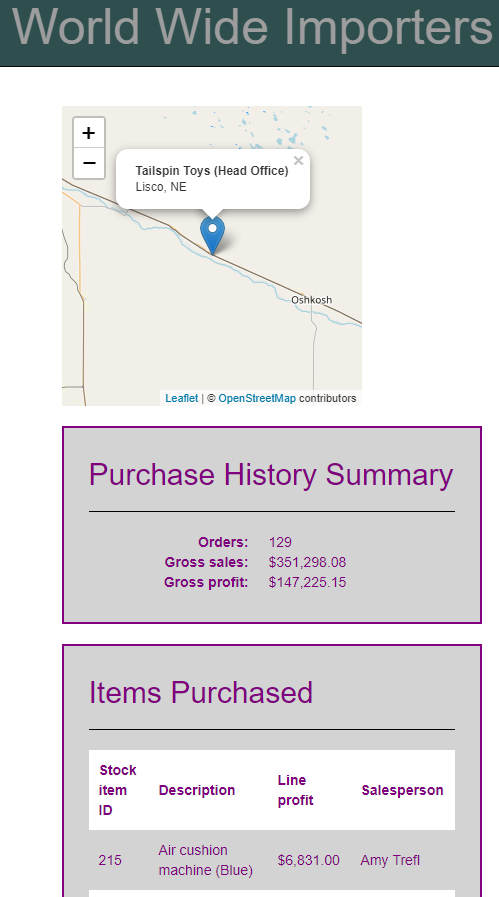 World Wide Importers
+
−
Tailspin Toys (Head Office) ×
Lisco, NE
Oshkosh
Leaflet | © OpenStreetMap contributors
Purchase History Summary
Orders: 129
Gross sales: $351,298.08
Gross profit: $147,225.15
Items Purchased
Stock item ID Description Line profit Salesperson
215 Air cushion machine (Blue) $6,831.00 Amy Trefl